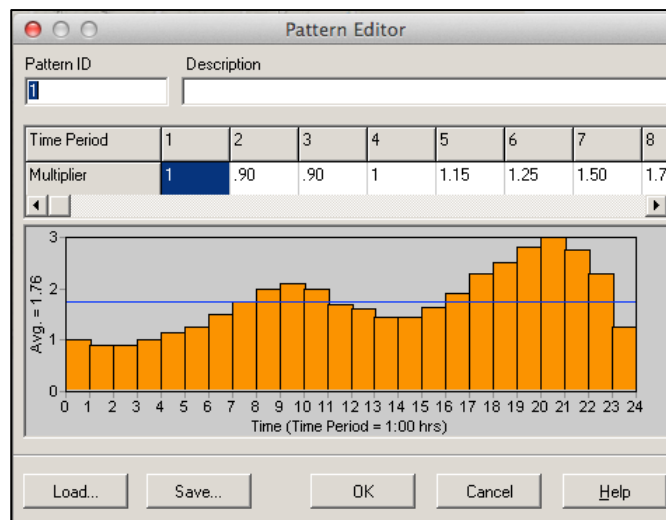 Pattern Editor
Pattern ID Description
1
Time Period 1 2 3 4 5 6 7 8
Multiplier 1 .90 .90 1 1.15 1.25 1.50 1.7
3
2
1
0
Avg. = 1.76
0 1 2 3 4 5 6 7 8 9 10 11 12 13 14 15 16 17 18 19 20 21 22 23 24
Time (Time Period = 1:00 hrs)
Load... Save... OK Cancel Help